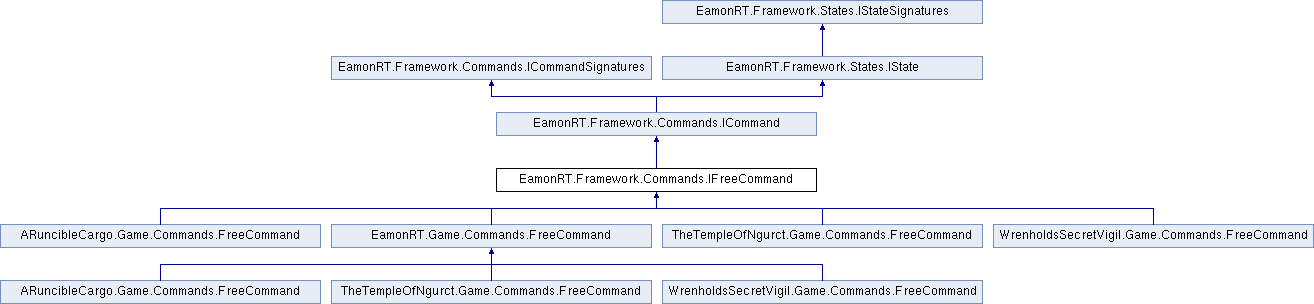 EamonRT.Framework.States.IStateSignatures
EamonRT.Framework.Commands.ICommandSignatures
EamonRT.Framework.States.IState
EamonRT.Framework.Commands.ICommand
EamonRT.Framework.Commands.IFreeCommand
ARuncibleCargo.Game.Commands.FreeCommand
EamonRT.Game.Commands.FreeCommand
TheTempleOfNgurct.Game.Commands.FreeCommand
WrenholdsSecretVigil.Game.Commands.FreeCommand
ARuncibleCargo.Game.Commands.FreeCommand
TheTempleOfNgurct.Game.Commands.FreeCommand
WrenholdsSecretVigil.Game.Commands.FreeCommand